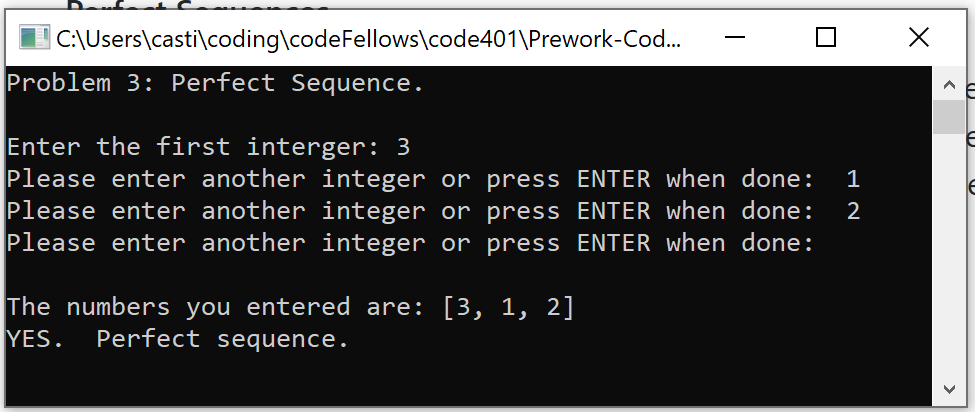 Perfect Sequences
C:\Users\casti\coding\codeFellows\code401\Prework-Cod...
Problem 3: Perfect Sequence.
Enter the first interger: 3
Please enter another integer or press ENTER when done:  1
Please enter another integer or press ENTER when done:  2
Please enter another integer or press ENTER when done:
The numbers you entered are: [3, 1, 2]
YES.  Perfect sequence.